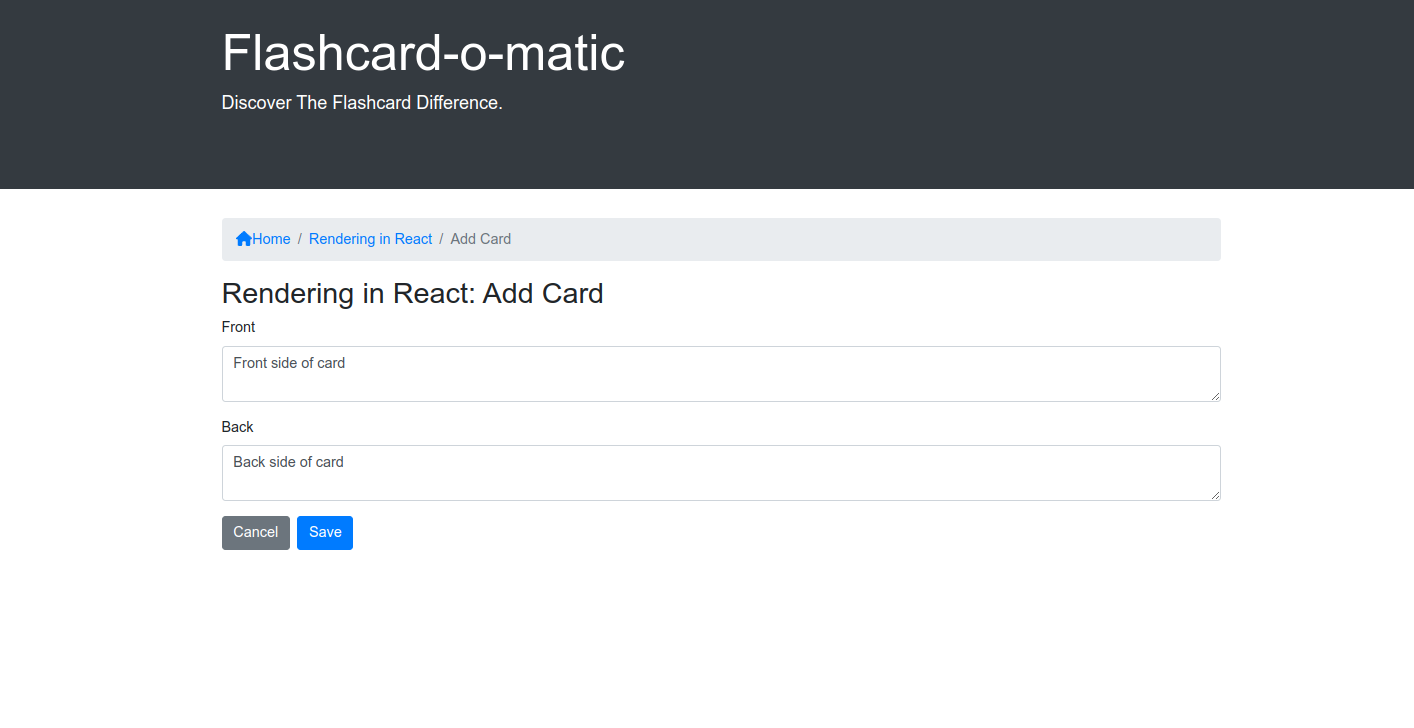 Flashcard-o-matic
Discover The Flashcard Difference.
Home / Rendering in React / Add Card
Rendering in React: Add Card
Front
Front side of card
Back
Back side of card
Cancel Save